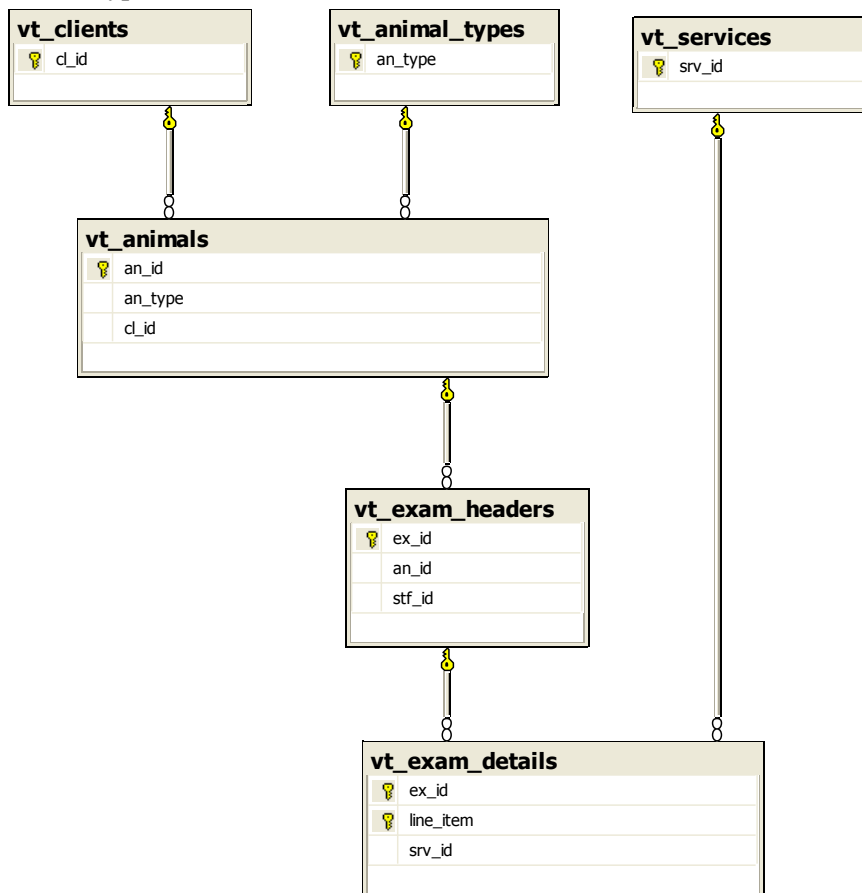 vt_clients
cl_id
vt_animal_types
an_type
vt_services
srv_id
vt_animals
an_id
an_type
cl_id
vt_exam_headers
ex_id
an_id
stf_id
vt_exam_details
ex_id
line_item
srv_id